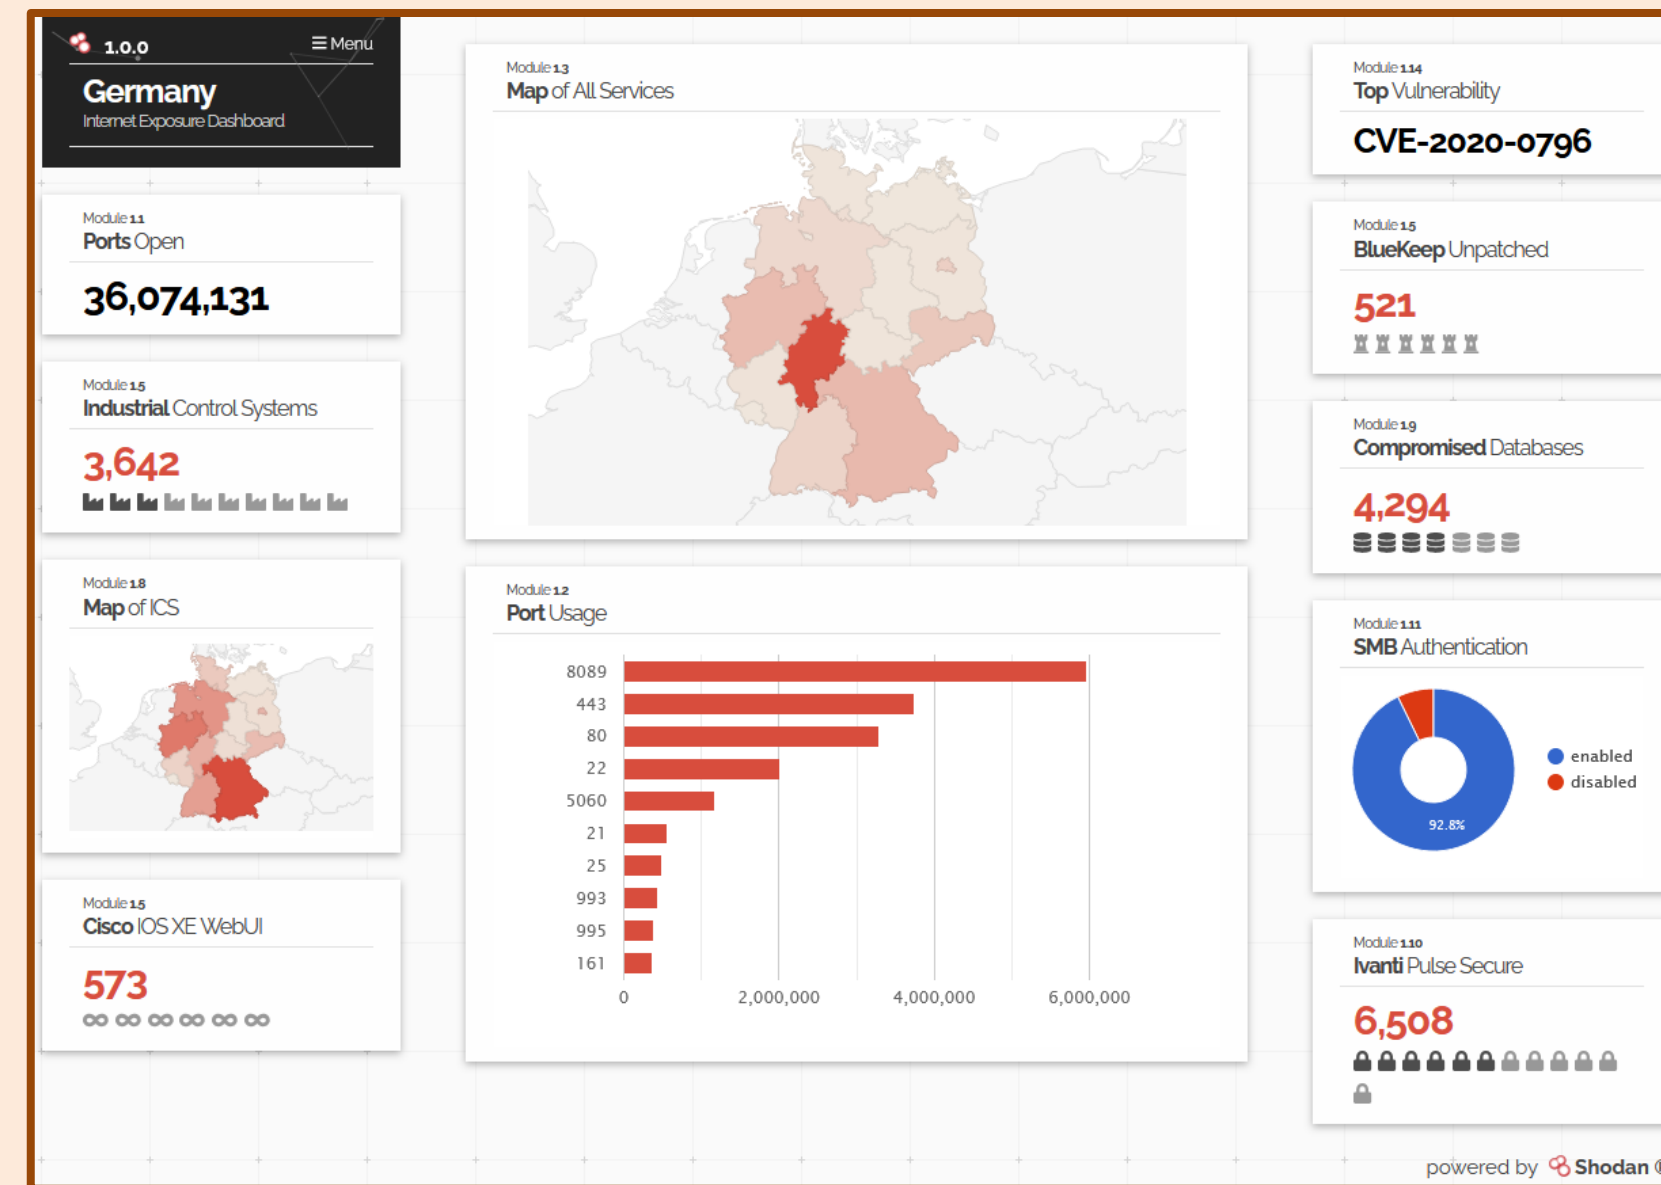 1.0.0
Menu
Germany
Internet Exposure Dashboard
Module 1.1
Ports Open
36,074,131
Module 1.5
Industrial Control Systems
3,642
Module 1.8
Map of ICS
Module 1.5
Cisco IOS XE WebUI
573
Module 1.3
Map of All Services
Module 1.2
Port Usage
8089
443
80
22
5060
21
25
993
995
161
0 2,000,000 4,000,000 6,000,000
Module 1.14
Top Vulnerability
CVE-2020-0796
Module 1.5
BlueKeep Unpatched
521
Module 1.9
Compromised Databases
4,294
Module 1.11
SMB Authentication
enabled
disabled
92.8%
Module 1.10
Ivanti Pulse Secure
6,508
powered by Shodan ®